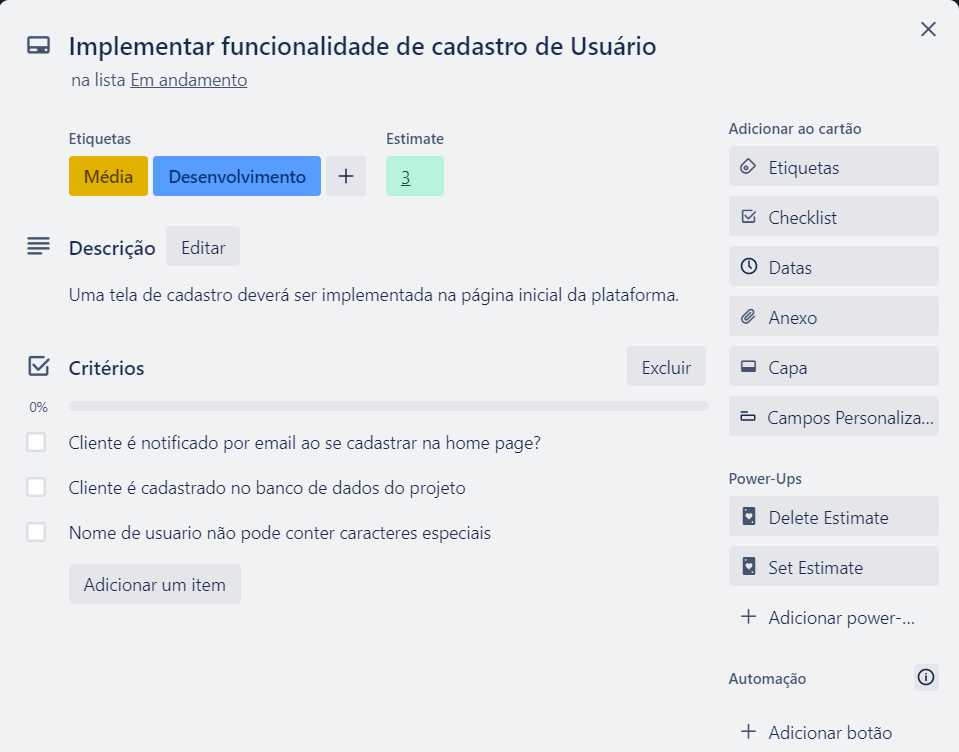 Implementar funcionalidade de cadastro de Usuário
na lista Em andamento
Etiquetas
Estimate
Média
Desenvolvimento
3
Descrição
Editar
Uma tela de cadastro deverá ser implementada na página inicial da plataforma.
Critérios
Excluir
0%
Cliente é notificado por email ao se cadastrar na home page?
Cliente é cadastrado no banco de dados do projeto
Nome de usuario não pode conter caracteres especiais
Adicionar um item
Adicionar ao cartão
Etiquetas
Checklist
Datas
Anexo
Capa
Campos Personaliza...
Power-Ups
Delete Estimate
Set Estimate
Adicionar power-...
Automação
Adicionar botão